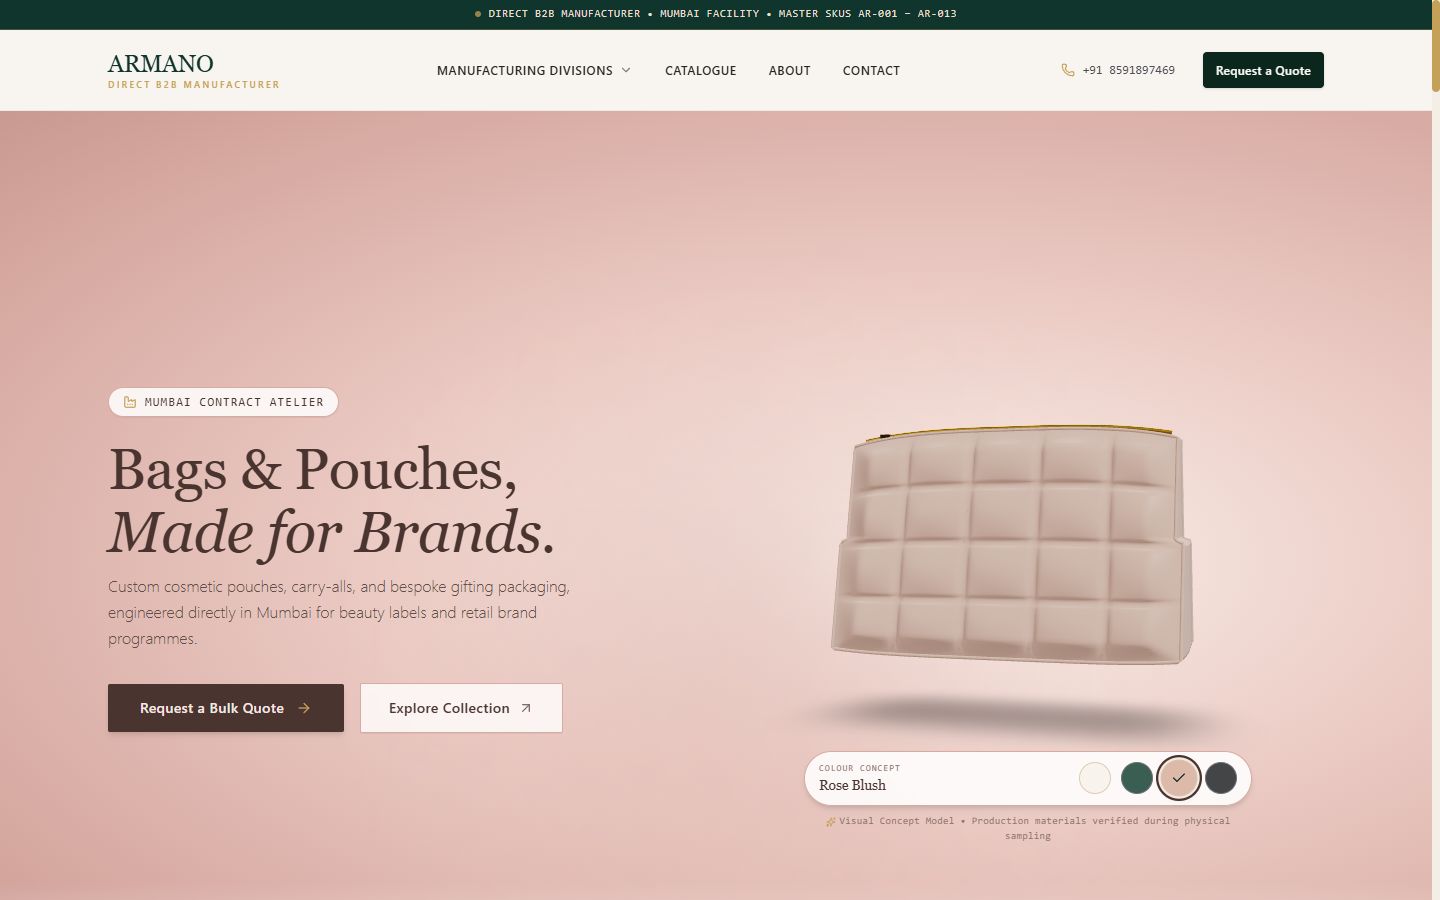 DIRECT B2B MANUFACTURER • MUMBAI FACILITY • MASTER SKUS AR-001 – AR-013
ARMANO
DIRECT B2B MANUFACTURER
MANUFACTURING DIVISIONS
CATALOGUE
ABOUT
CONTACT
+91 8591897469
Request a Quote
MUMBAI CONTRACT ATELIER
Bags & Pouches,
Made for Brands.
Custom cosmetic pouches, carry-alls, and bespoke gifting packaging,
engineered directly in Mumbai for beauty labels and retail brand
programmes.
Request a Bulk Quote
Explore Collection
COLOUR CONCEPT
Rose Blush
Visual Concept Model • Production materials verified during physical
sampling